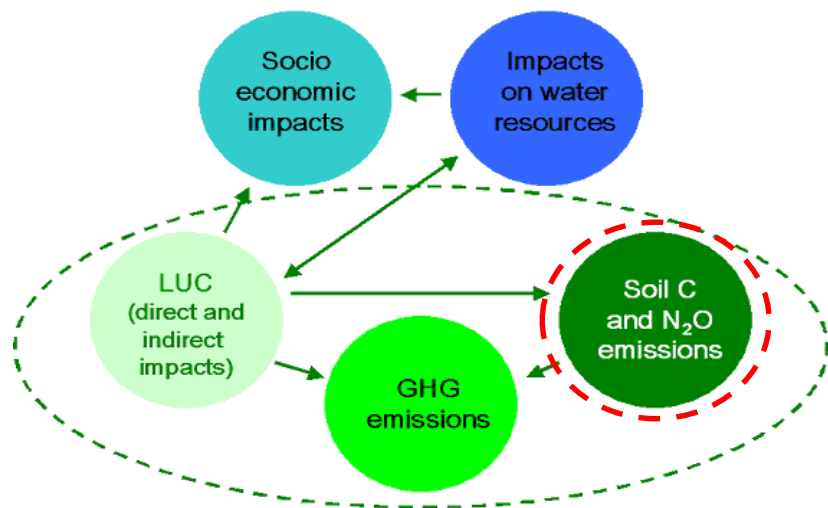 Socio
economic
impacts
Impacts
on water
resources
LUC
(direct and
indirect
impacts)
Soil C
and N₂O
emissions
GHG
emissions